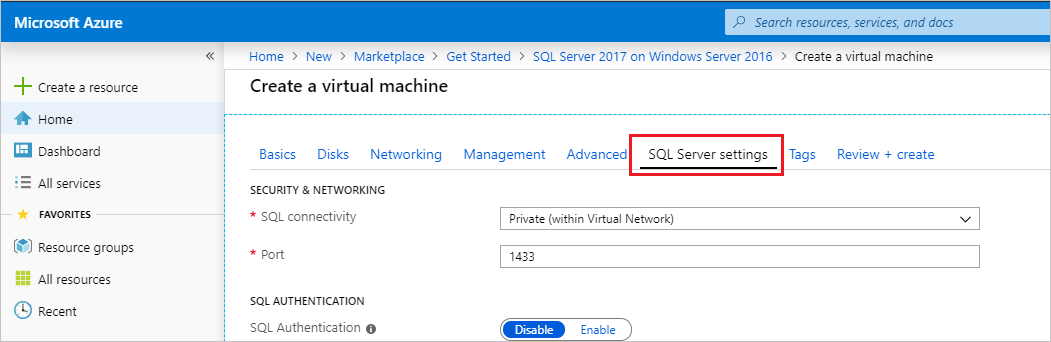 Microsoft Azure
Search resources, services, and docs
«
Create a resource
Home
Dashboard
All services
FAVORITES
Resource groups
All resources
Recent
Home > New > Marketplace > Get Started > SQL Server 2017 on Windows Server 2016 > Create a virtual machine
Create a virtual machine
Basics Disks Networking Management Advanced SQL Server settings Tags Review + create
SECURITY & NETWORKING
* SQL connectivity Private (within Virtual Network)
* Port 1433
SQL AUTHENTICATION
SQL Authentication Disable Enable